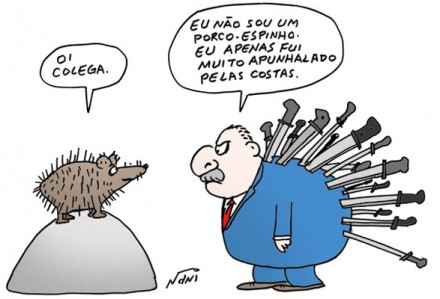 OI
COLEGA.
EU NÃO SOU UM
PORCO-ESPINHO.
EU APENAS FUI
MUITO APUNHALADO
PELAS COSTAS.
NANI